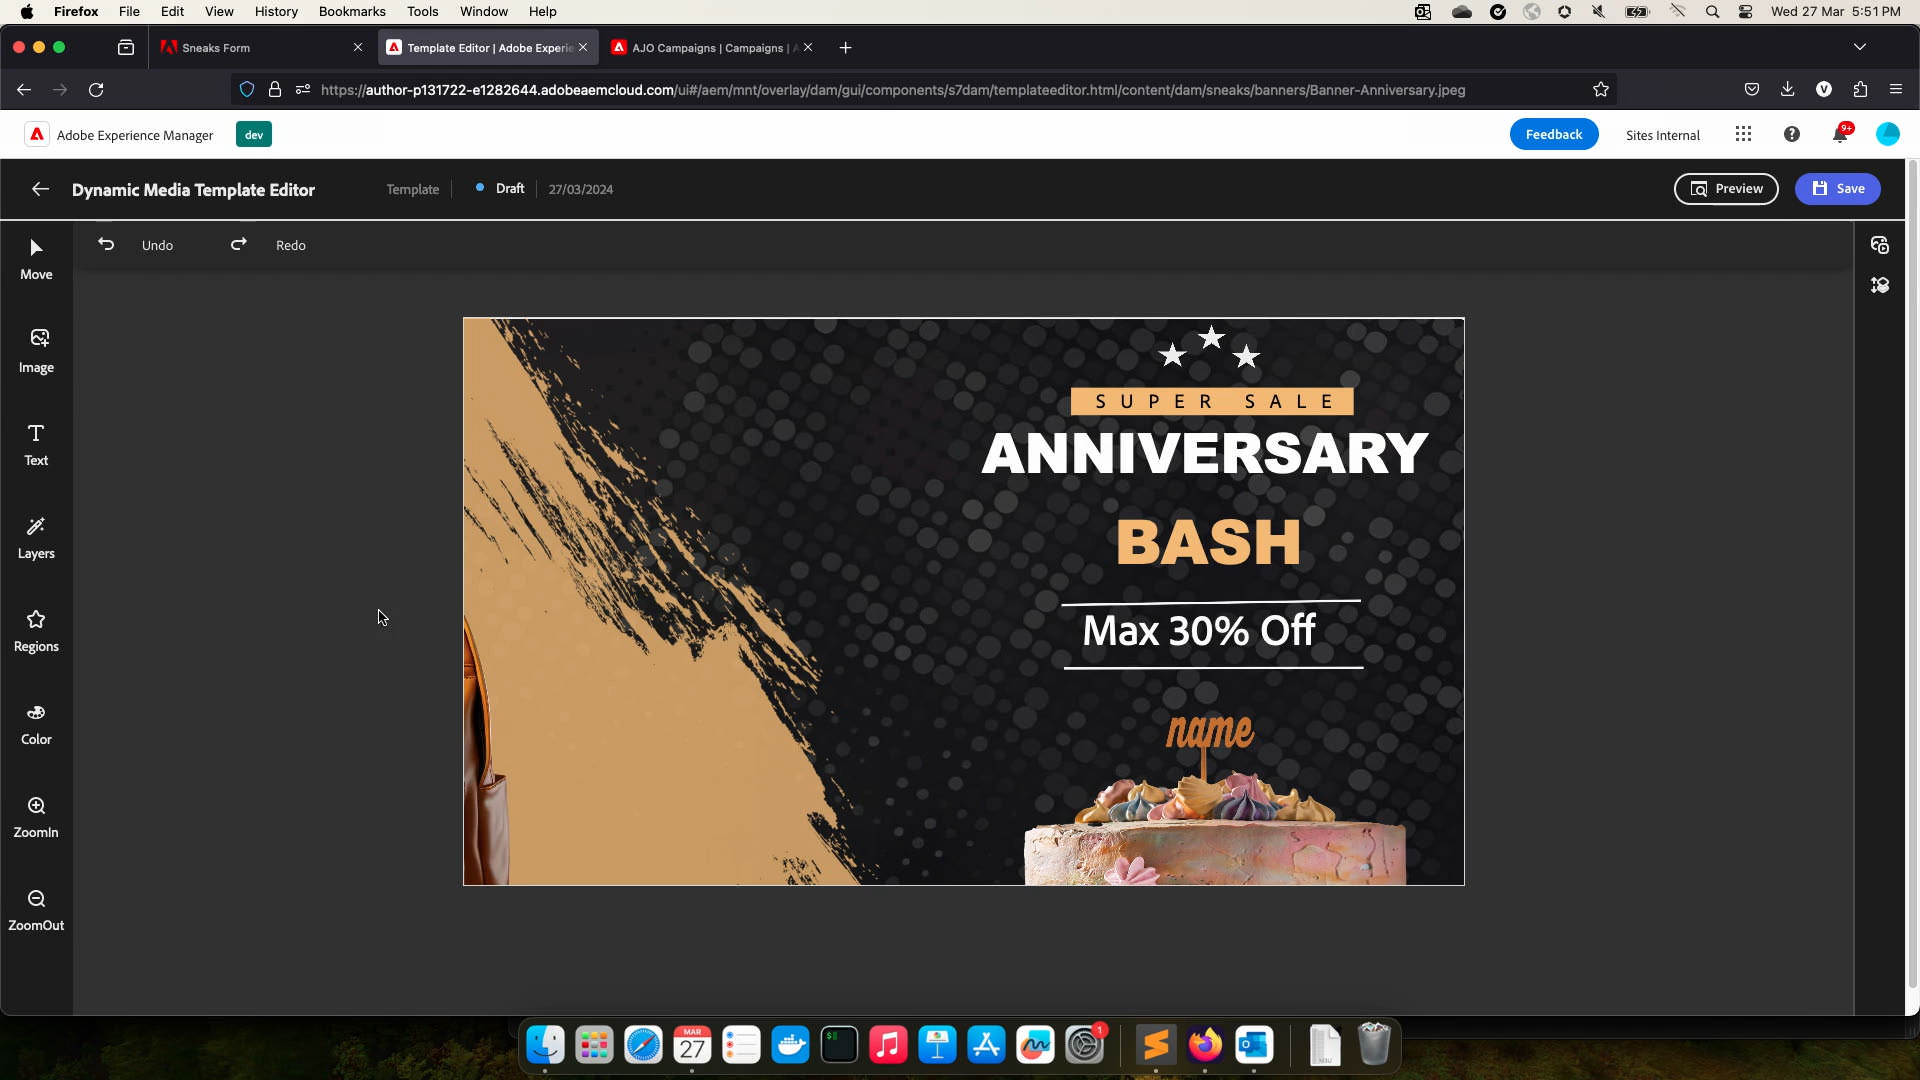 Firefox File Edit View History Bookmarks Tools Window Help Wed 27 Mar 5:51 PM
Sneaks Form Template Editor | Adobe Experie AJO Campaigns | Campaigns |
https://author-p131722-e1282644.adobeaemcloud.com/ui#/aem/mnt/overlay/dam/gui/components/s7dam/templateeditor.html/content/dam/sneaks/banners/Banner-Anniversary.jpeg
Adobe Experience Manager dev Feedback Sites Internal 9+
Dynamic Media Template Editor Template Draft 27/03/2024 Preview Save
Undo Redo
Move
Image
Text
Layers
Regions
Color
ZoomIn
ZoomOut
SUPER SALE
ANNIVERSARY
BASH
Max 30% Off
name
MAR
27
1